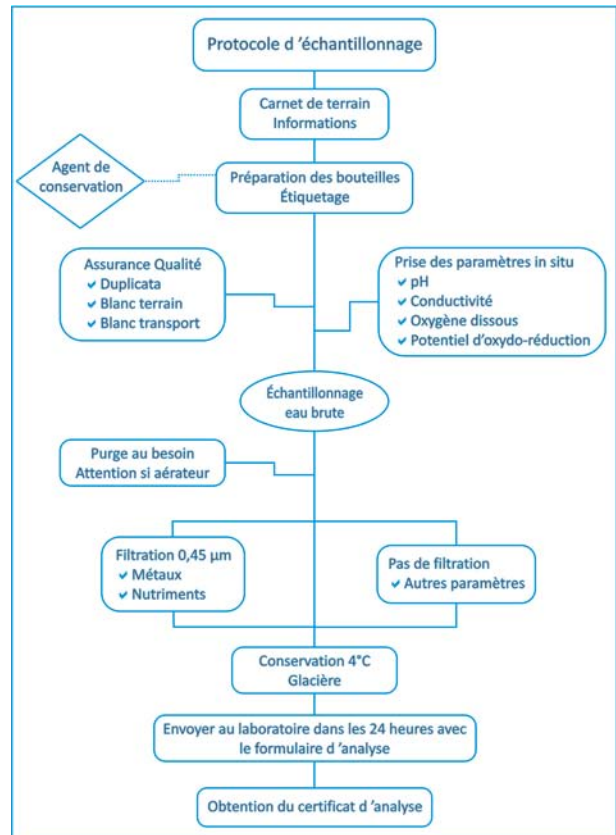 Protocole d ’échantillonnage
Carnet de terrain
Informations
Agent de
conservation
Préparation des bouteilles
Étiquetage
Assurance Qualité
✓ Duplicata
✓ Blanc terrain
✓ Blanc transport
Prise des paramètres in situ
✓ pH
✓ Conductivité
✓ Oxygène dissous
✓ Potentiel d’oxydo-réduction
Échantillonnage
eau brute
Purge au besoin
Attention si aérateur
Filtration 0,45 µm
✓ Métaux
✓ Nutriments
Pas de filtration
✓ Autres paramètres
Conservation 4°C
Glacière
Envoyer au laboratoire dans les 24 heures avec
le formulaire d ’analyse
Obtention du certificat d ’analyse